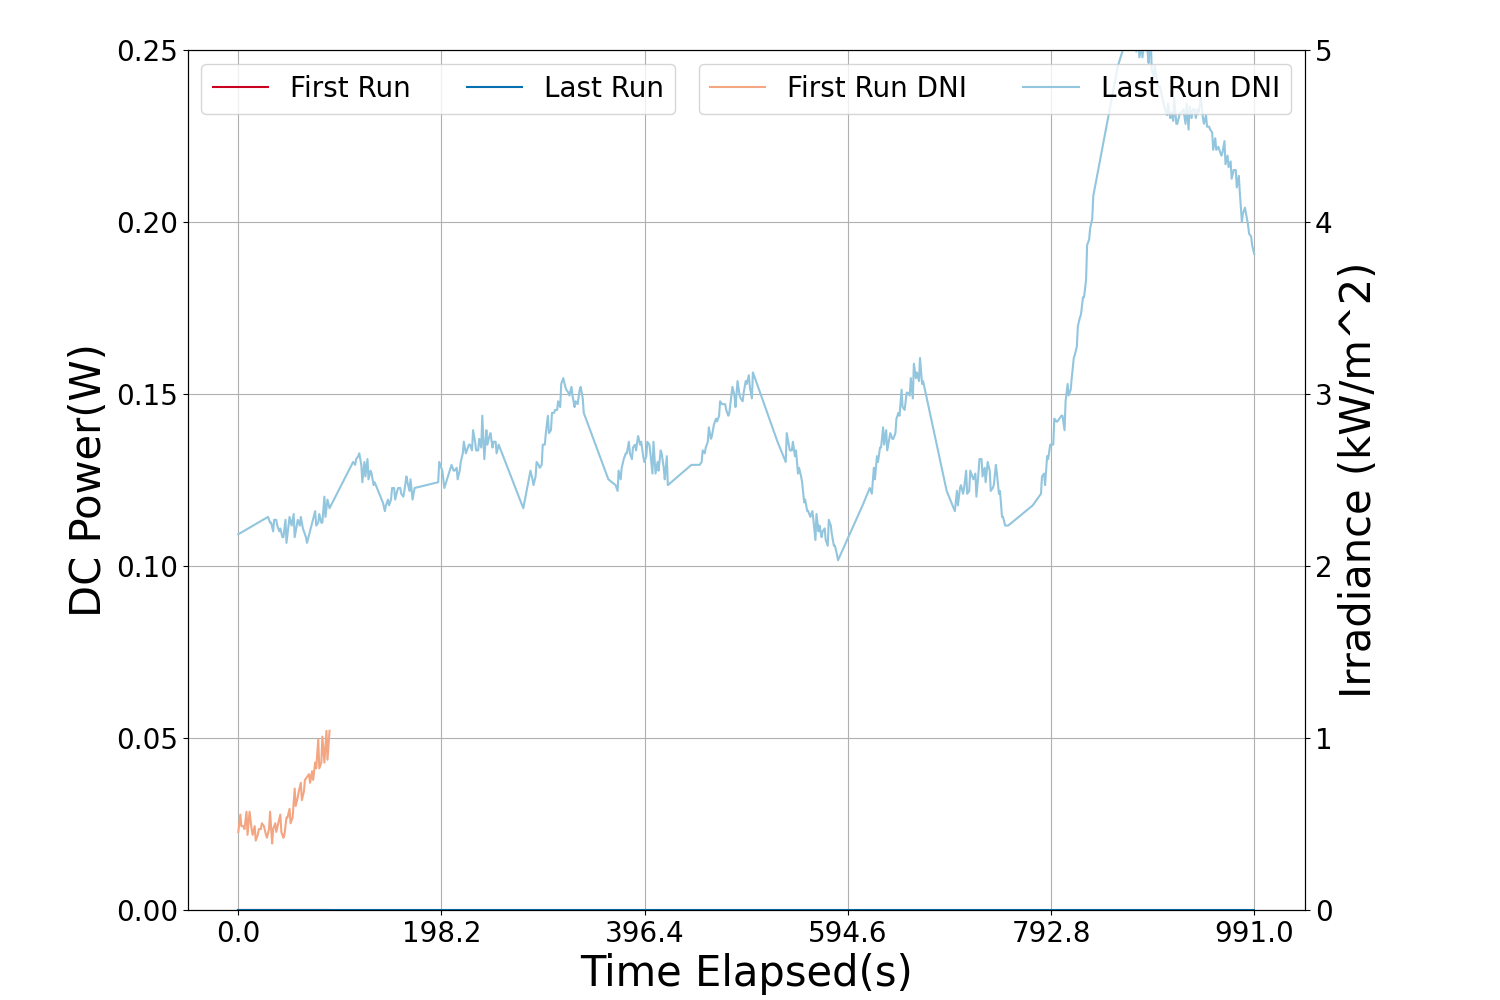 First Run
Last Run
First Run DNI
Last Run DNI
DC Power(W)
0.25
0.20
0.15
0.10
0.05
0.00
5
4
3
2
1
0
Irradiance (kW/m^2)
0.0 198.2 396.4 594.6 792.8 991.0
Time Elapsed(s)